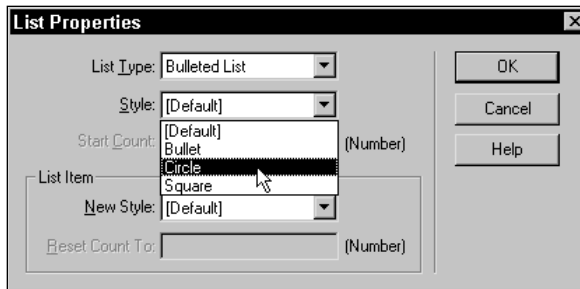 List Properties
List Type: Bulleted List
OK
Style: [Default]
Cancel
[Default]
Start Count: (Number)
Bullet
Help
Circle
List Item
Square
New Style: [Default]
Reset Count To: (Number)